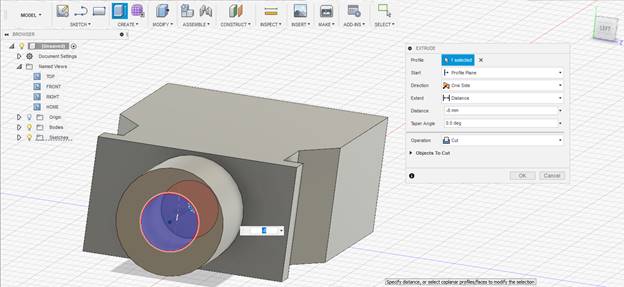 MODEL
SKETCH
CREATE
MODIFY
ASSEMBLE
CONSTRUCT
INSPECT
INSERT
MAKE
ADD-INS
SELECT
BROWSER
(Unsaved)
Document Settings
Named Views
TOP
FRONT
RIGHT
HOME
Origin
Bodies
Sketches
LEFT
Z
EXTRUDE
Profile 1 selected
Start Profile Plane
Direction One Side
Extent Distance
Distance -8 mm
Taper Angle 0.0 deg
Operation Cut
Objects To Cut
OK Cancel
Specify distance, or select coplanar profiles/faces to modify the selection